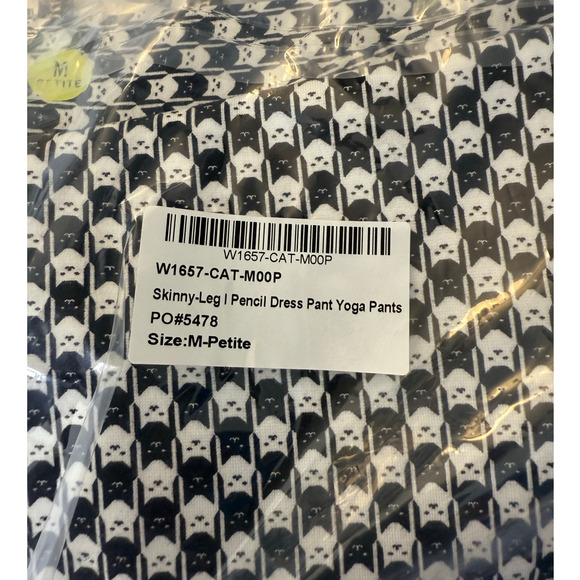 M
PETITE
W1657-CAT-M00P
W1657-CAT-M00P
Skinny-Leg | Pencil Dress Pant Yoga Pants
PO#5478
Size:M-Petite